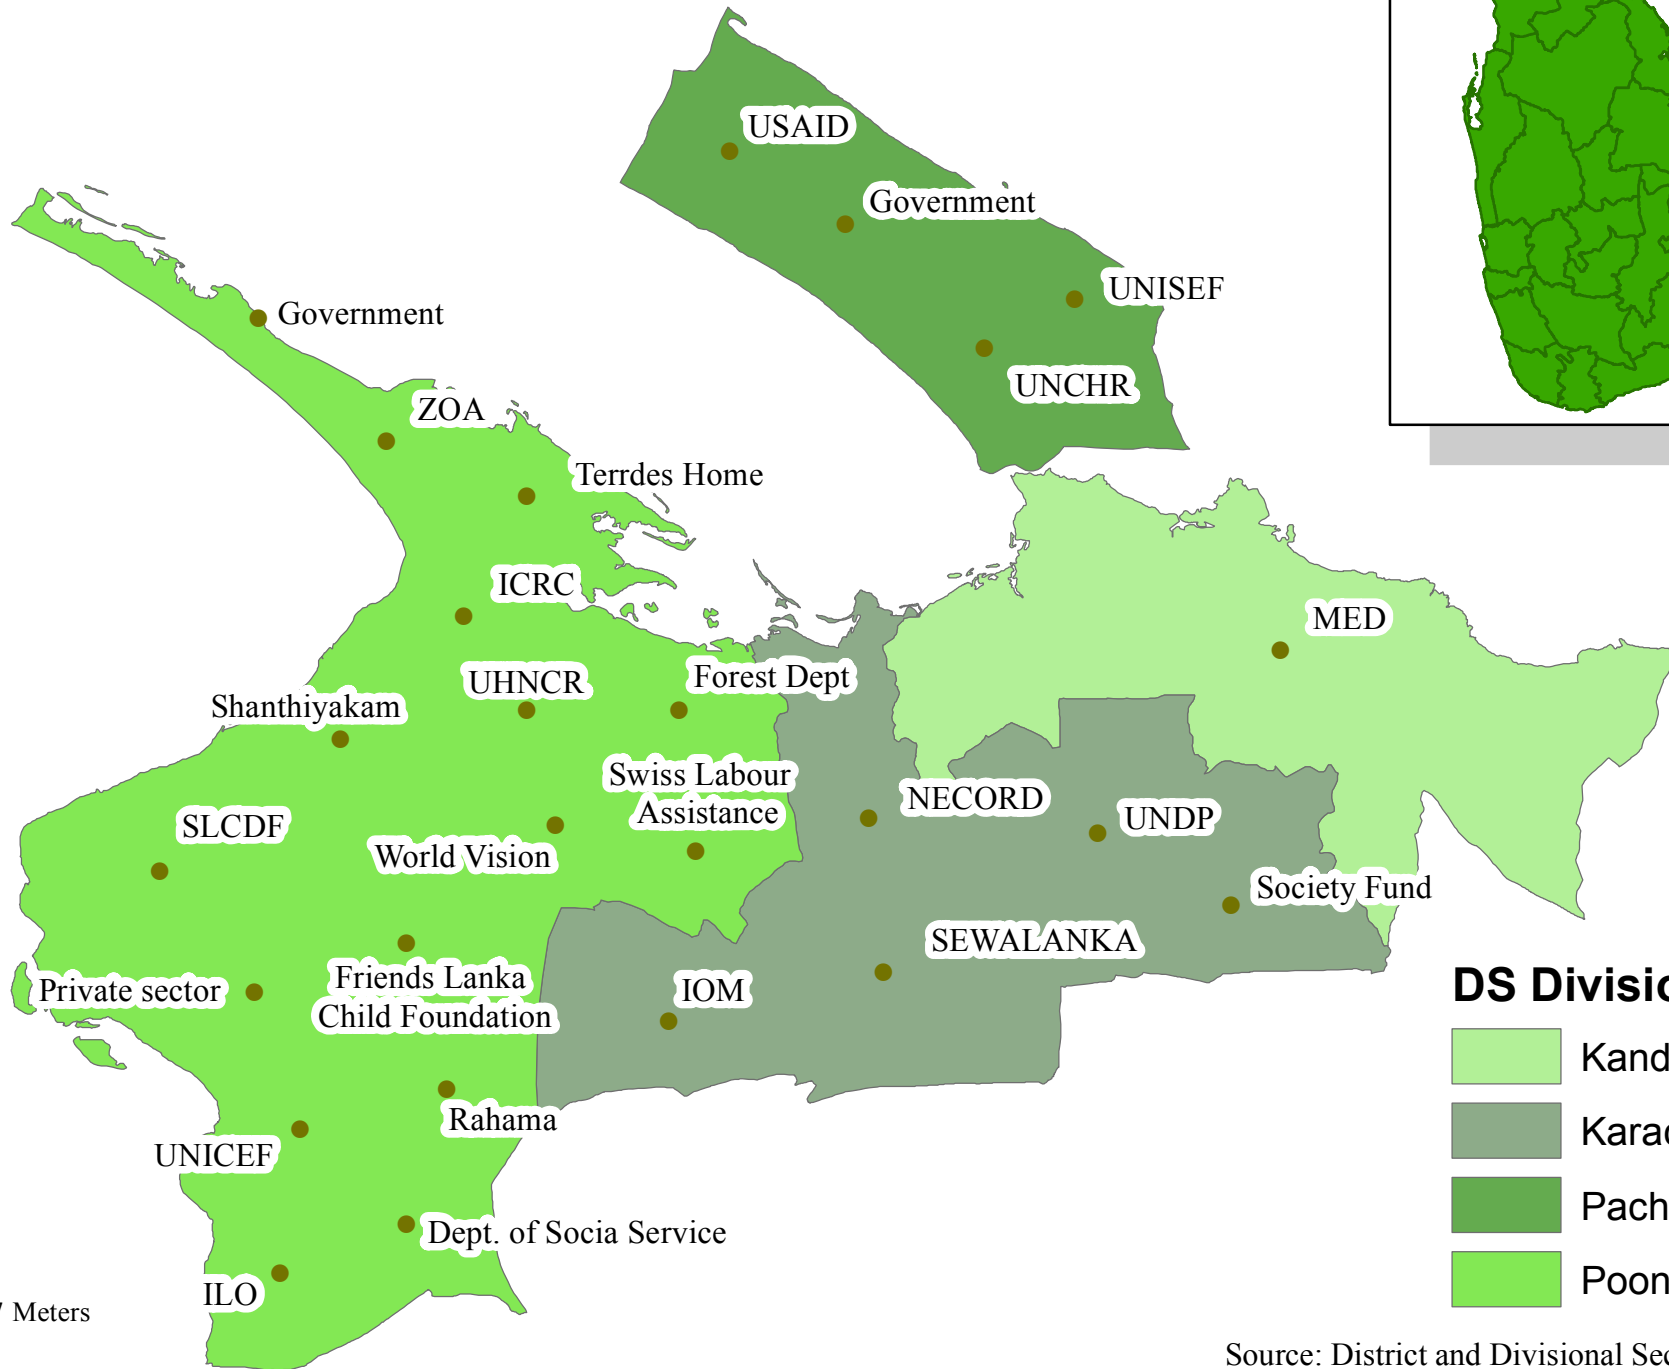 USAID
Government
UNISEF
UNCHR
Government
ZOA
Terrdes Home
ICRC
MED
UHNCR
Forest Dept
Shanthiyakam
Swiss Labour
Assistance
NECORD
UNDP
SLCDF
World Vision
Society Fund
SEWALANKA
Friends Lanka
Child Foundation
Private sector
IOM
Rahama
UNICEF
Dept. of Socia Service
ILO
Meters
DS Divisio
Kand
Kara
Pach
Poon
Source: District and Divisional Sec